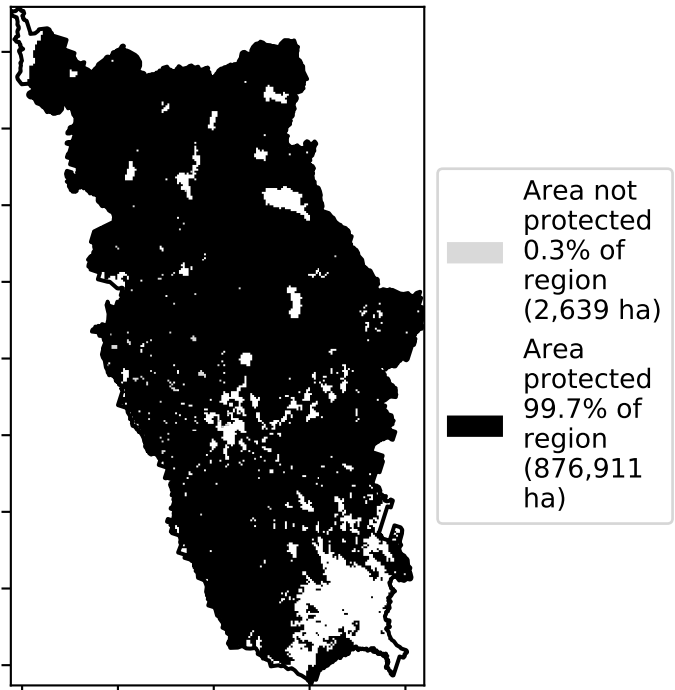 Area not
protected
0.3% of
region
(2,639 ha)
Area
protected
99.7% of
region
(876,911
ha)